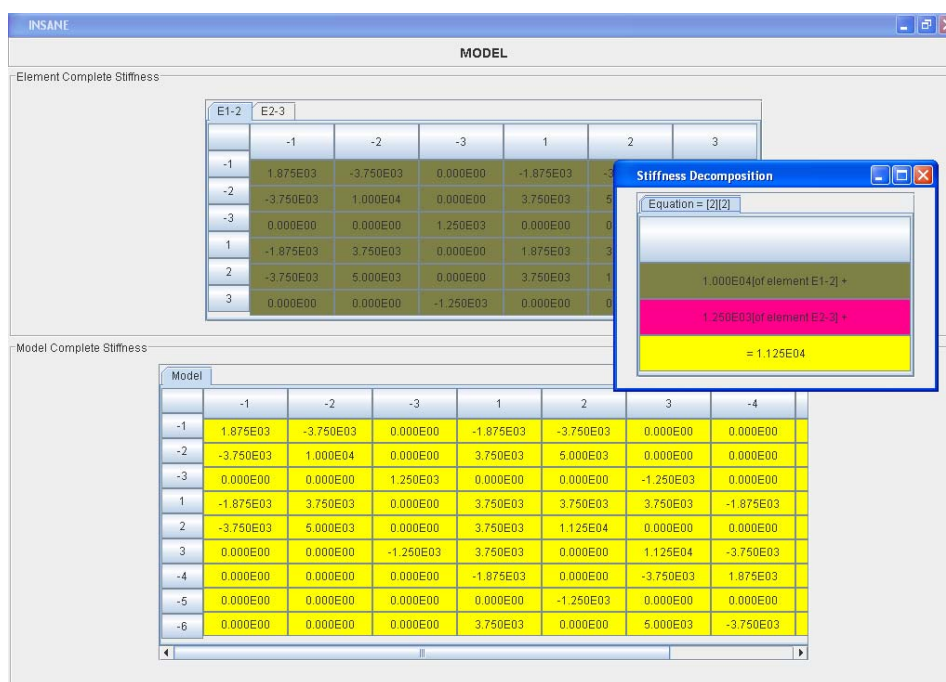 INSANE
MODEL
Element Complete Stiffness
E1-2 E2-3
-1 -2 -3 1 2 3
-1 1.875E03 -3.750E03 0.000E00 -1.875E03
-2 -3.750E03 1.000E04 0.000E00 3.750E03
-3 0.000E00 0.000E00 1.250E03 0.000E00
1 -1.875E03 3.750E03 0.000E00 1.875E03
2 -3.750E03 5.000E03 0.000E00 3.750E03
3 0.000E00 0.000E00 -1.250E03 0.000E00
Stiffness Decomposition
Equation = [2][2]
1.000E04[of element E1-2] +
1.250E03[of element E2-3] +
= 1.125E04
Model Complete Stiffness
Model
-1 -2 -3 1 2 3 -4
-1 1.875E03 -3.750E03 0.000E00 -1.875E03 -3.750E03 0.000E00 0.000E00
-2 -3.750E03 1.000E04 0.000E00 3.750E03 5.000E03 0.000E00 0.000E00
-3 0.000E00 0.000E00 1.250E03 0.000E00 0.000E00 -1.250E03 0.000E00
1 -1.875E03 3.750E03 0.000E00 3.750E03 3.750E03 3.750E03 -1.875E03
2 -3.750E03 5.000E03 0.000E00 3.750E03 1.125E04 0.000E00 0.000E00
3 0.000E00 0.000E00 -1.250E03 3.750E03 0.000E00 1.125E04 -3.750E03
-4 0.000E00 0.000E00 0.000E00 -1.875E03 0.000E00 -3.750E03 1.875E03
-5 0.000E00 0.000E00 0.000E00 0.000E00 -1.250E03 0.000E00 0.000E00
-6 0.000E00 0.000E00 0.000E00 3.750E03 0.000E00 5.000E03 -3.750E03